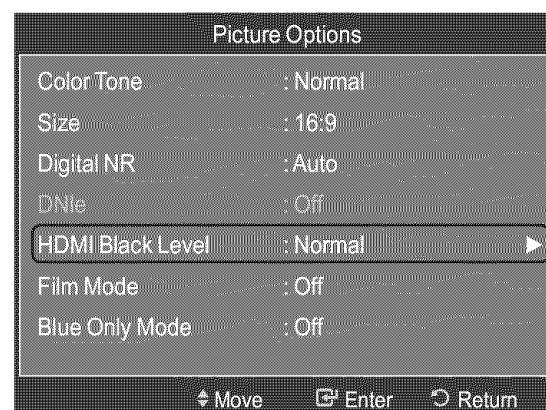 Picture Options
Color Tone : Normal
Size : 16:9
Digital NR : Auto
DNIe : Off
HDMI Black Level : Normal
Film Mode : Off
Blue Only Mode : Off
Move Enter Return